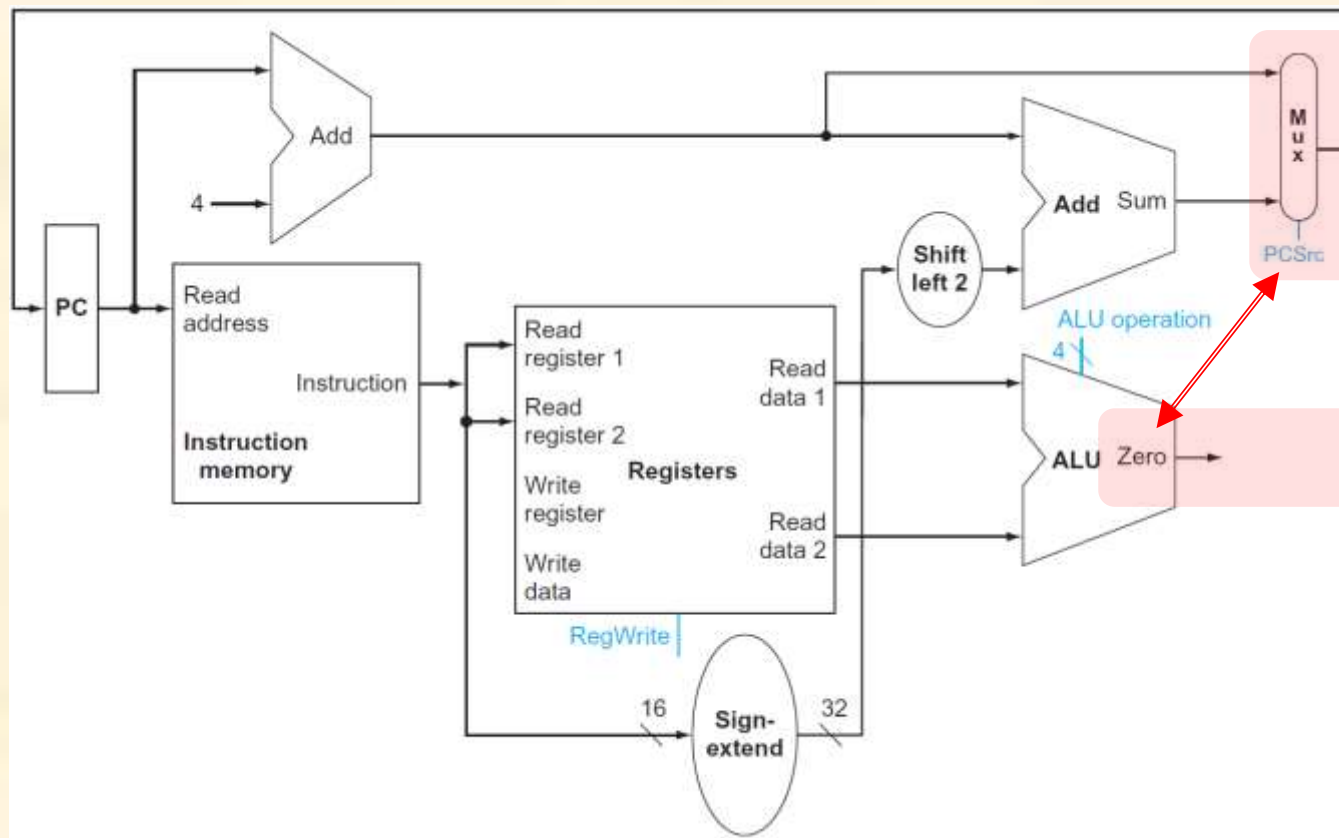 Add
4
Add Sum
M
u
x
PCSrc
Shift
left 2
PC
Read
address
Instruction
Instruction
memory
Read
register 1
Read
register 2
Write
register
Write
data
Registers
Read
data 1
Read
data 2
RegWrite
ALU operation
4
ALU Zero
16
Sign-
extend
32